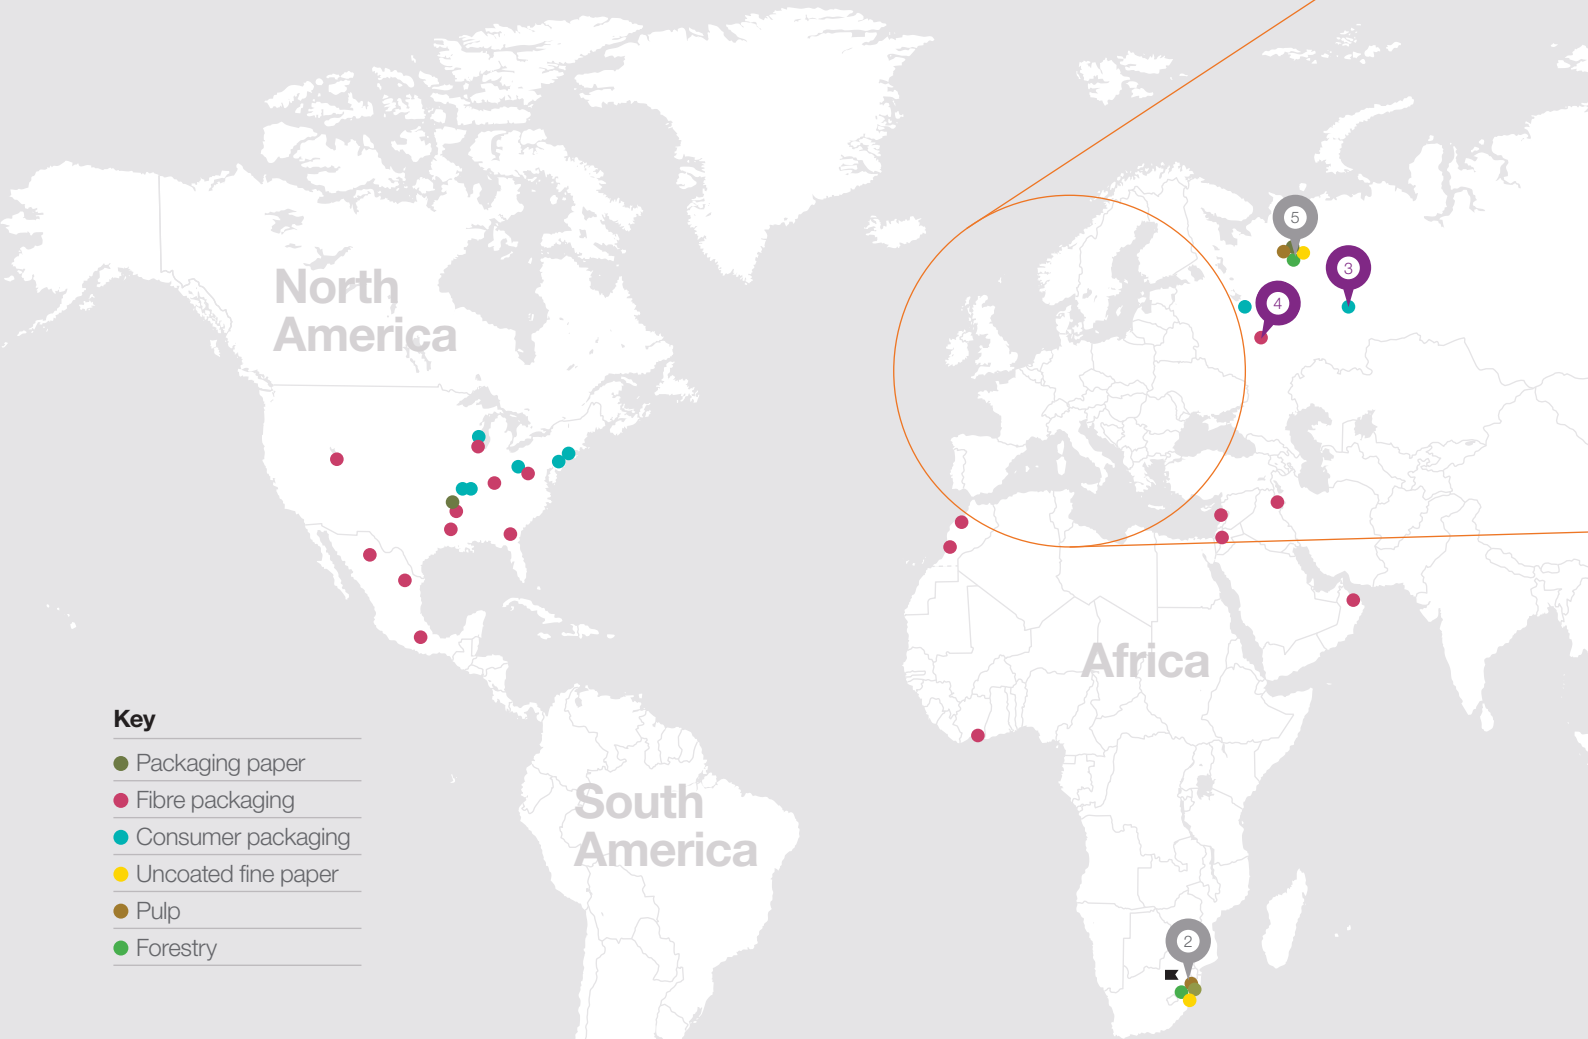 5
3
4
North
America
Africa
Key
Packaging paper
Fibre packaging
South
America
Consumer packaging
Uncoated fine paper
Pulp
Forestry
2